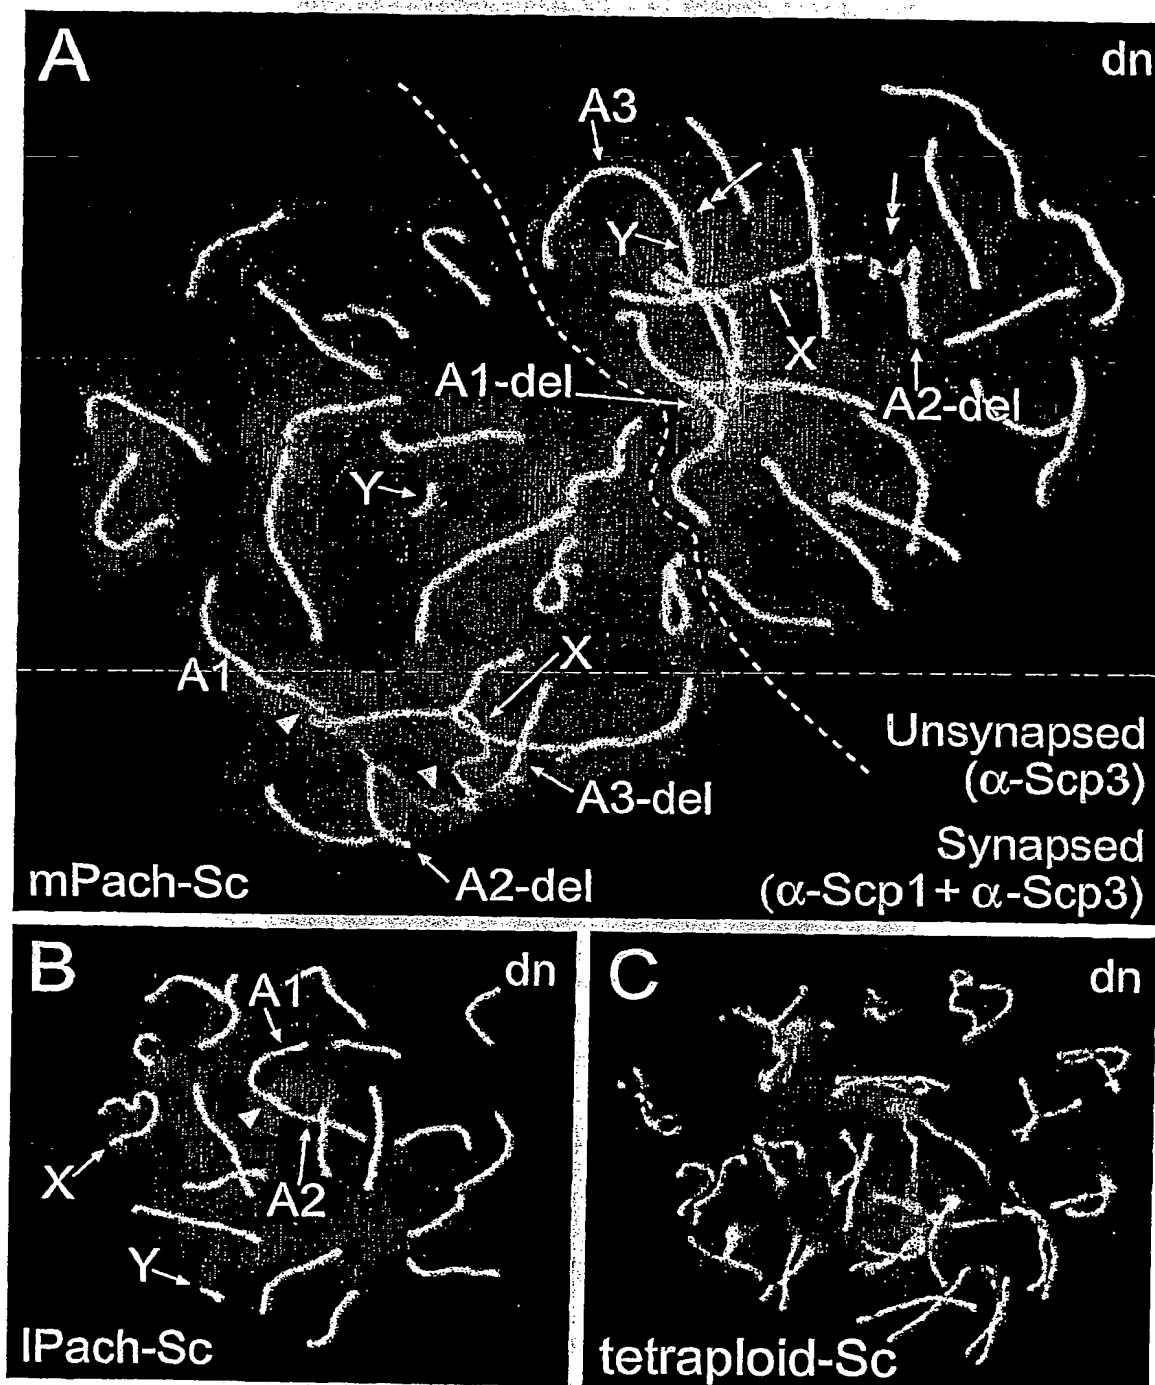 A
dn
A3
Y
X
A1-del
A2-del
Y
X
A1
Unsynapsed
(α-Scp3)
A3-del
Synapsed
(α-Scp1 + α-Scp3)
mPach-Sc
A2-del
B
dn
A1
X
A2
Y
lPach-Sc
C
dn
tetraploid-Sc